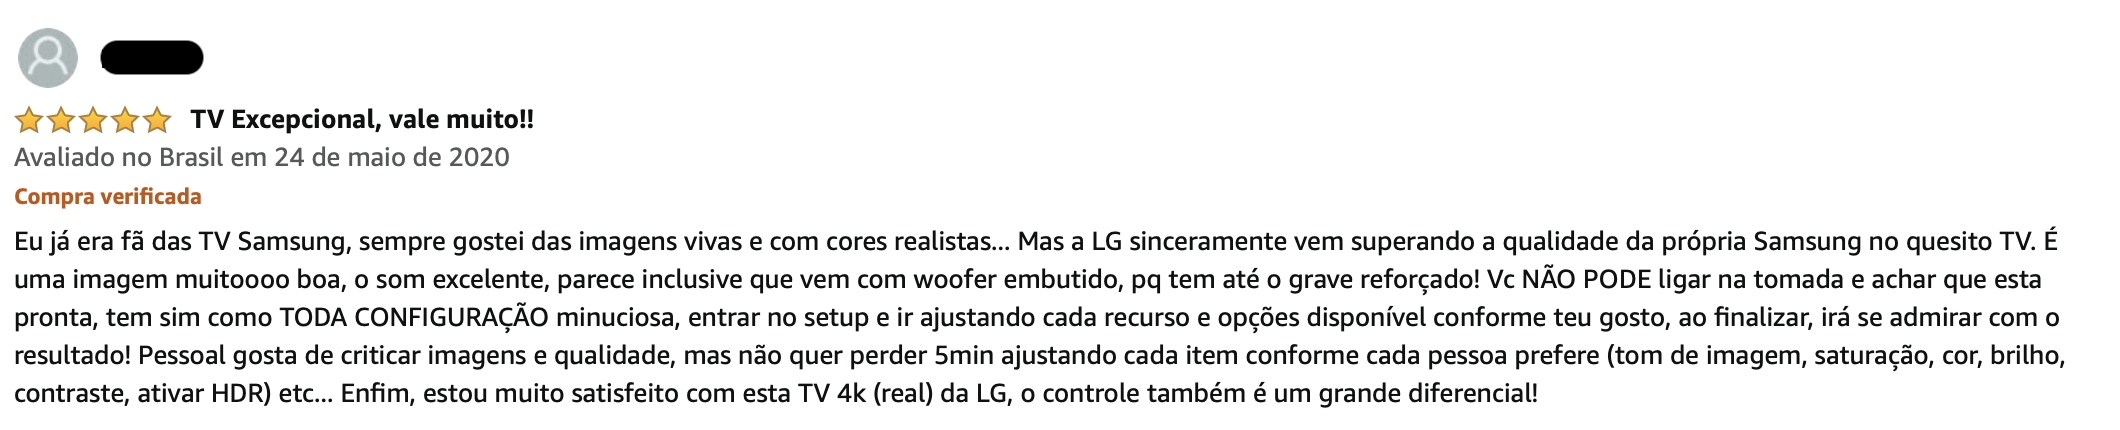 TV Excepcional, vale muito!!
Avaliado no Brasil em 24 de maio de 2020
Compra verificada
Eu já era fã das TV Samsung, sempre gostei das imagens vivas e com cores realistas... Mas a LG sinceramente vem superando a qualidade da própria Samsung no quesito TV. É
uma imagem muitoooo boa, o som excelente, parece inclusive que vem com woofer embutido, pq tem até o grave reforçado! Vc NÃO PODE ligar na tomada e achar que esta
pronta, tem sim como TODA CONFIGURAÇÃO minuciosa, entrar no setup e ir ajustando cada recurso e opções disponível conforme teu gosto, ao finalizar, irá se admirar com o
resultado! Pessoal gosta de criticar imagens e qualidade, mas não quer perder 5min ajustando cada item conforme cada pessoa prefere (tom de imagem, saturação, cor, brilho,
contraste, ativar HDR) etc... Enfim, estou muito satisfeito com esta TV 4k (real) da LG, o controle também é um grande diferencial!